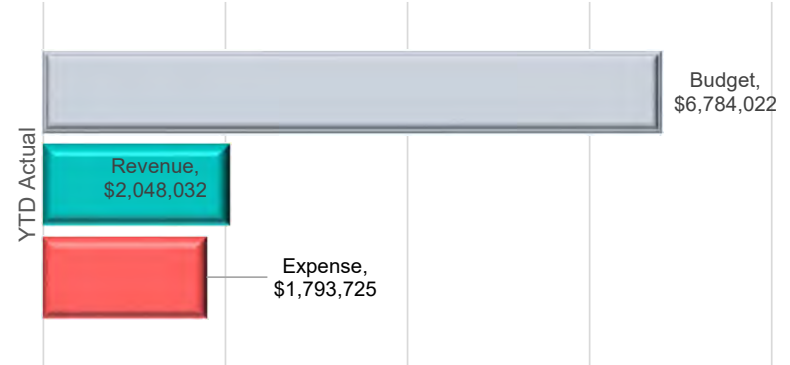 Budget,
$6,784,022
YTD Actual
Revenue,
$2,048,032
Expense,
$1,793,725